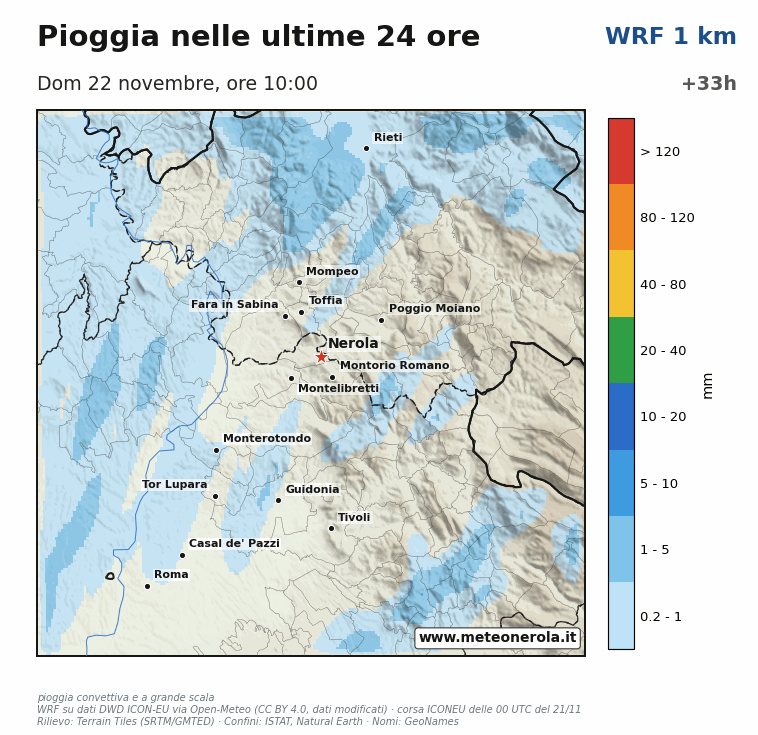 Pioggia nelle ultime 24 ore
WRF 1 km
Dom 22 novembre, ore 10:00
+33h
Rieti
Mompeo
Fara in Sabina
Toffia
Poggio Moiano
Nerola
Montorio Romano
Montelibretti
Monterotondo
Tor Lupara
Guidonia
Tivoli
Casal de' Pazzi
Roma
www.meteonerola.it
> 120
80 - 120
40 - 80
20 - 40
10 - 20
5 - 10
1 - 5
0.2 - 1
mm
pioggia convettiva e a grande scala
WRF su dati DWD ICON-EU via Open-Meteo (CC BY 4.0, dati modificati) · corsa ICONEU delle 00 UTC del 21/11
Rilievo: Terrain Tiles (SRTM/GMTED) · Confini: ISTAT, Natural Earth · Nomi: GeoNames